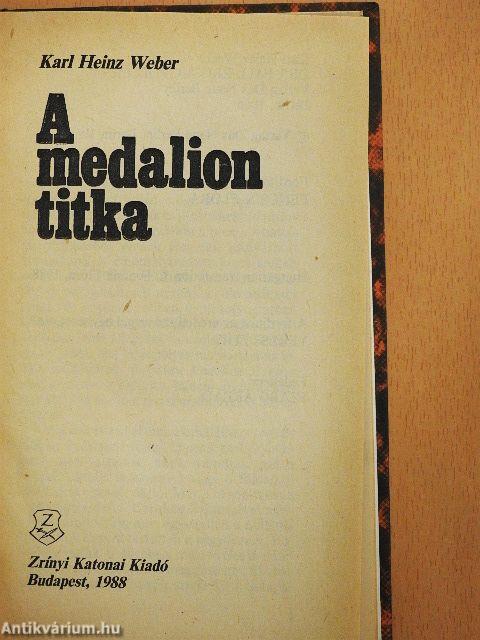 Karl Heinz Weber
A
medalion
titka
Z
Zrínyi Katonai Kiadó
Budapest, 1988
Antikvárium.hu